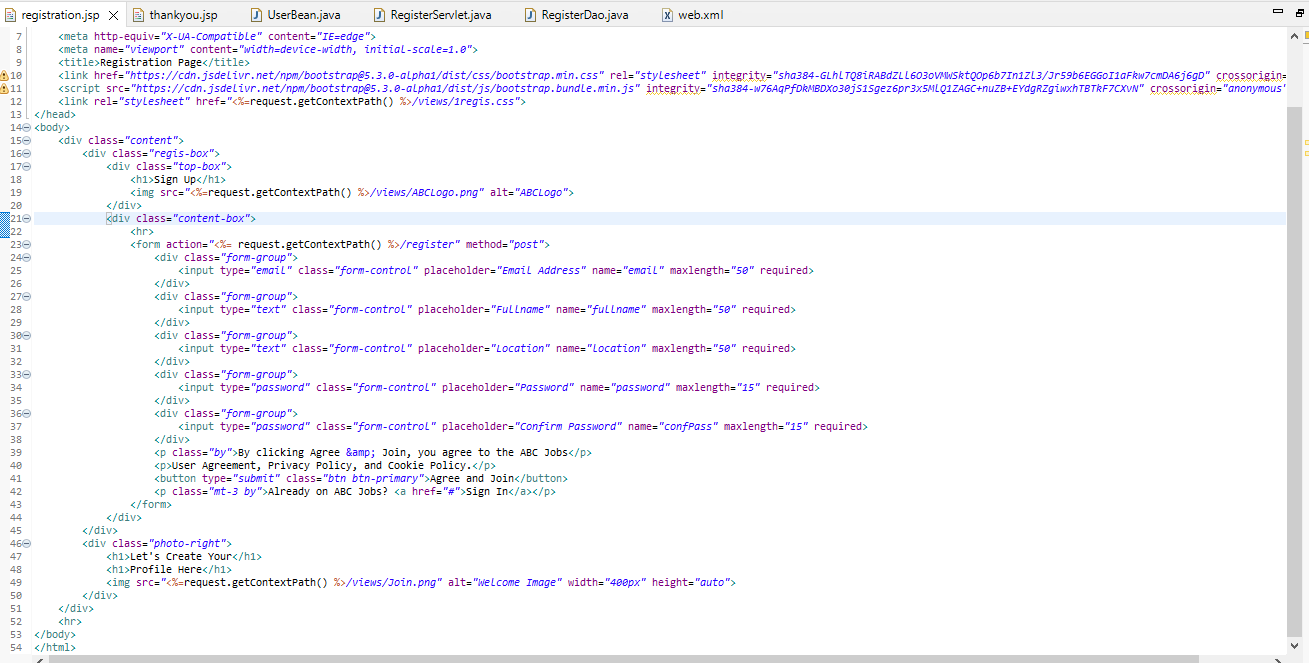 registration.jsp thankyou.jsp UserBean.java RegisterServlet.java RegisterDao.java web.xml
7 <meta http-equiv="X-UA-Compatible" content="IE=edge">
8 <meta name="viewport" content="width=device-width, initial-scale=1.0">
9 <title>Registration Page</title>
10 <link href="https://cdn.jsdelivr.net/npm/bootstrap@5.3.0-alpha1/dist/css/bootstrap.min.css" rel="stylesheet" integrity="sha384-GLhlTQ8iRABdZLl6O3oVMWSktQOp6b7In1Zl3/Jr59b6EGGoI1aFkw7cmDA6j6gD" crossorigin=
11 <script src="https://cdn.jsdelivr.net/npm/bootstrap@5.3.0-alpha1/dist/js/bootstrap.bundle.min.js" integrity="sha384-w76AqPfDkMBDXo30jS1Sgez6pr3x5MLQ1ZAGC+nuZB+EYdgRZgiwxhTBTkF7CXvN" crossorigin="anonymous"
12 <link rel="stylesheet" href="<%=request.getContextPath() %>/views/1regis.css">
13 </head>
14 <body>
15 <div class="content">
16 <div class="regis-box">
17 <div class="top-box">
18 <h1>Sign Up</h1>
19 <img src="<%=request.getContextPath() %>/views/ABCLogo.png" alt="ABCLogo">
20 </div>
21 <div class="content-box">
22 <hr>
23 <form action="<%= request.getContextPath() %>/register" method="post">
24 <div class="form-group">
25 <input type="email" class="form-control" placeholder="Email Address" name="email" maxlength="50" required>
26 </div>
27 <div class="form-group">
28 <input type="text" class="form-control" placeholder="Fullname" name="fullname" maxlength="50" required>
29 </div>
30 <div class="form-group">
31 <input type="text" class="form-control" placeholder="Location" name="location" maxlength="50" required>
32 </div>
33 <div class="form-group">
34 <input type="password" class="form-control" placeholder="Password" name="password" maxlength="15" required>
35 </div>
36 <div class="form-group">
37 <input type="password" class="form-control" placeholder="Confirm Password" name="confPass" maxlength="15" required>
38 </div>
39 <p class="by">By clicking Agree &amp; Join, you agree to the ABC Jobs</p>
40 <p>User Agreement, Privacy Policy, and Cookie Policy.</p>
41 <button type="submit" class="btn btn-primary">Agree and Join</button>
42 <p class="mt-3 by">Already on ABC Jobs? <a href="#">Sign In</a></p>
43 </form>
44 </div>
45 </div>
46 <div class="photo-right">
47 <h1>Let's Create Your</h1>
48 <h1>Profile Here</h1>
49 <img src="<%=request.getContextPath() %>/views/Join.png" alt="Welcome Image" width="400px" height="auto">
50 </div>
51 </div>
52 <hr>
53 </body>
54 </html>